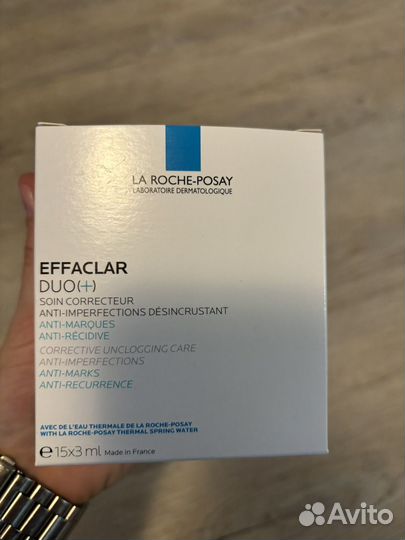 LA ROCHE-POSAY
LABORATOIRE DERMATOLOGIQUE
EFFACLAR
DUO(+)
SOIN CORRECTEUR
ANTI-IMPERFECTIONS DÉSINCRUSTANT
ANTI-MARQUES
ANTI-RÉCIDIVE
CORRECTIVE UNCLOGGING CARE
ANTI-IMPERFECTIONS
ANTI-MARKS
ANTI-RECURRENCE
AVEC DE L'EAU THERMALE DE LA ROCHE-POSAY
WITH LA ROCHE-POSAY THERMAL SPRING WATER
℮ 15x3 ml Made in France
Avito